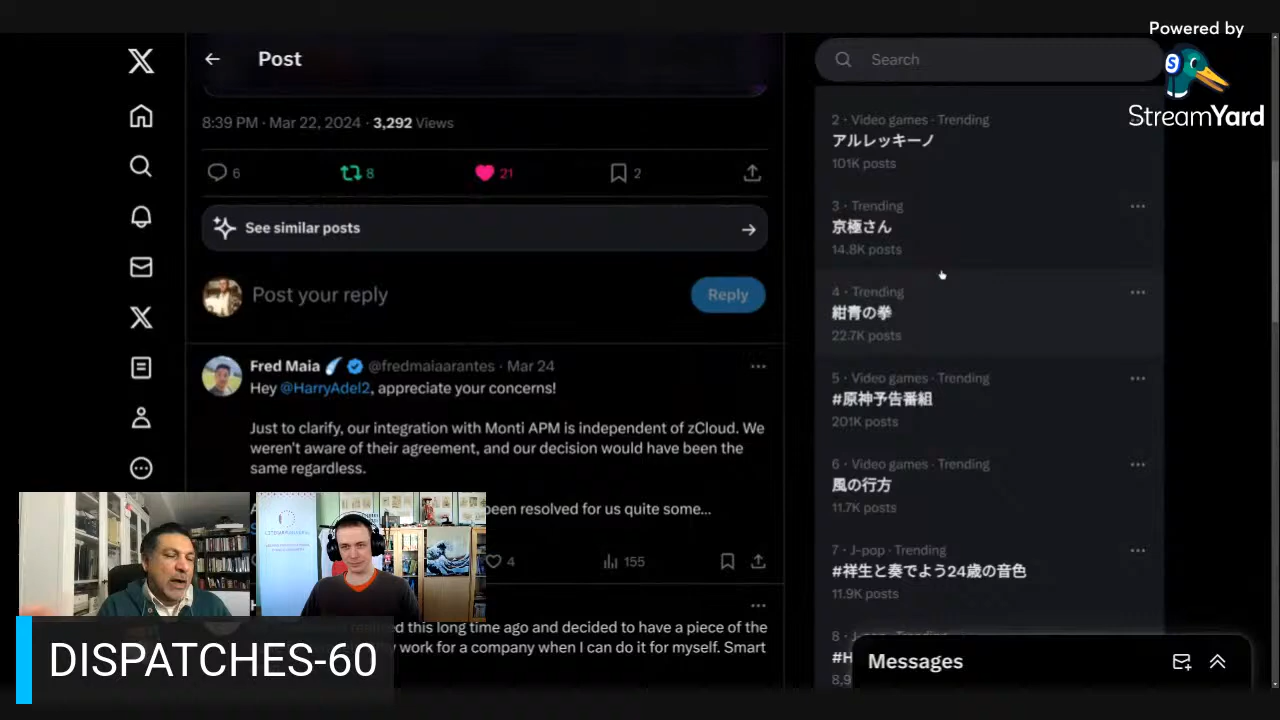 Powered by
StreamYard
Post
Search
8:39 PM · Mar 22, 2024 · 3,292 Views
6
8
21
2
See similar posts
Post your reply
Reply
Fred Maia @fredmaiaarantes · Mar 24
Hey @HarryAdel2, appreciate your concerns!
Just to clarify, our integration with Monti APM is independent of zCloud. We
weren't aware of their agreement, and our decision would have been the
same regardless.
been resolved for us quite some...
4
155
this long time ago and decided to have a piece of the
work for a company when I can do it for myself. Smart
2 · Video games · Trending
アルレッキーノ
101K posts
3 · Trending
京極さん
14.8K posts
4 · Trending
紺青の拳
22.7K posts
5 · Video games · Trending
#原神予告番組
201K posts
6 · Video games · Trending
風の行方
11.7K posts
7 · J-pop · Trending
#祥生と奏でよう24歳の音色
11.9K posts
8 ·
#H
8,9
Messages
DISPATCHES-60